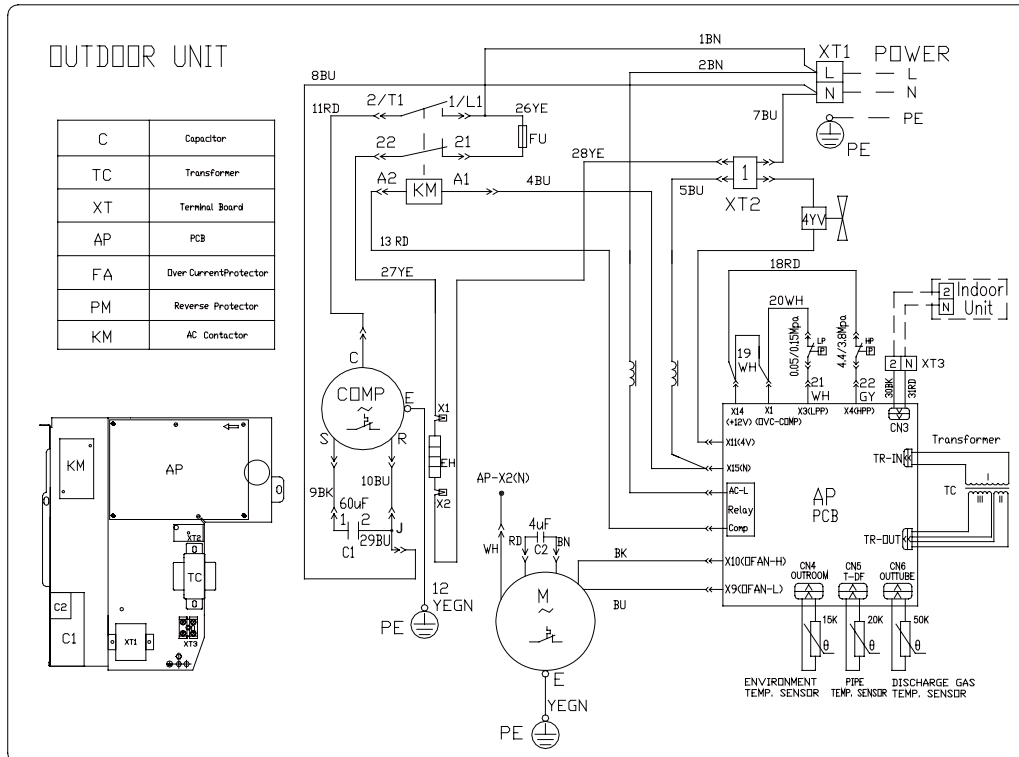 OUTDOOR UNIT
1BN
2BN
8BU
XT1 POWER
L L
N N
PE
PE
7BU
11RD
2/T1 1/L1
26YE
FU
22 21
28YE
A2 KM A1
4BU
5BU
1
XT2
4YV
13 RD
27YE
18RD
20WH
19
WH
0.05/0.15Mpa
LP
P
4.4/3.8Mpa
HP
P
2 Indoor
N Unit
2 N XT3
30BK
31RD
21
WH
22
GY
C Capacitor
TC Transformer
XT Terminal Board
AP PCB
FA Over CurrentProtector
PM Reverse Protector
KM AC Contactor
C
COMP
~
E
S R
X1
EH
X2
9BK
10BU
60uF
1 2
C1
J
29BU
12
YEGN
PE
AP-X2(N)
WH
RD
4uF
C2
BN
M
~
E
YEGN
PE
BK
BU
X14
(+12V)
X1
(OVC-COMP)
X3(LPP)
X4(HPP)
CN3
X11(4V)
X15(N)
AC-L
Relay
Comp
AP
PCB
X10(OFAN-H)
X9(OFAN-L)
TR-IN
TR-OUT
Transformer
TC
I
III II
CN4
OUTROOM
CN5
T-DF
CN6
OUTTUBE
15K
θ
20K
θ
50K
θ
ENVIRONMENT
TEMP. SENSOR
PIPE
TEMP. SENSOR
DISCHARGE GAS
TEMP. SENSOR
KM
AP
XT2
TC
C2
C1
XT1
XT3